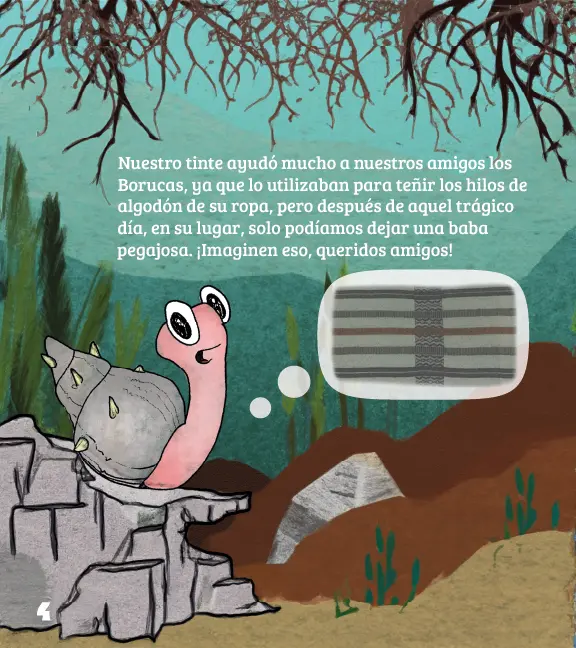 Nuestro tinte ayudó mucho a nuestros amigos los
Borucas, ya que lo utilizaban para teñir los hilos de
algodón de su ropa, pero después de aquel trágico
día, en su lugar, solo podíamos dejar una baba
pegajosa. ¡Imaginen eso, queridos amigos!
4